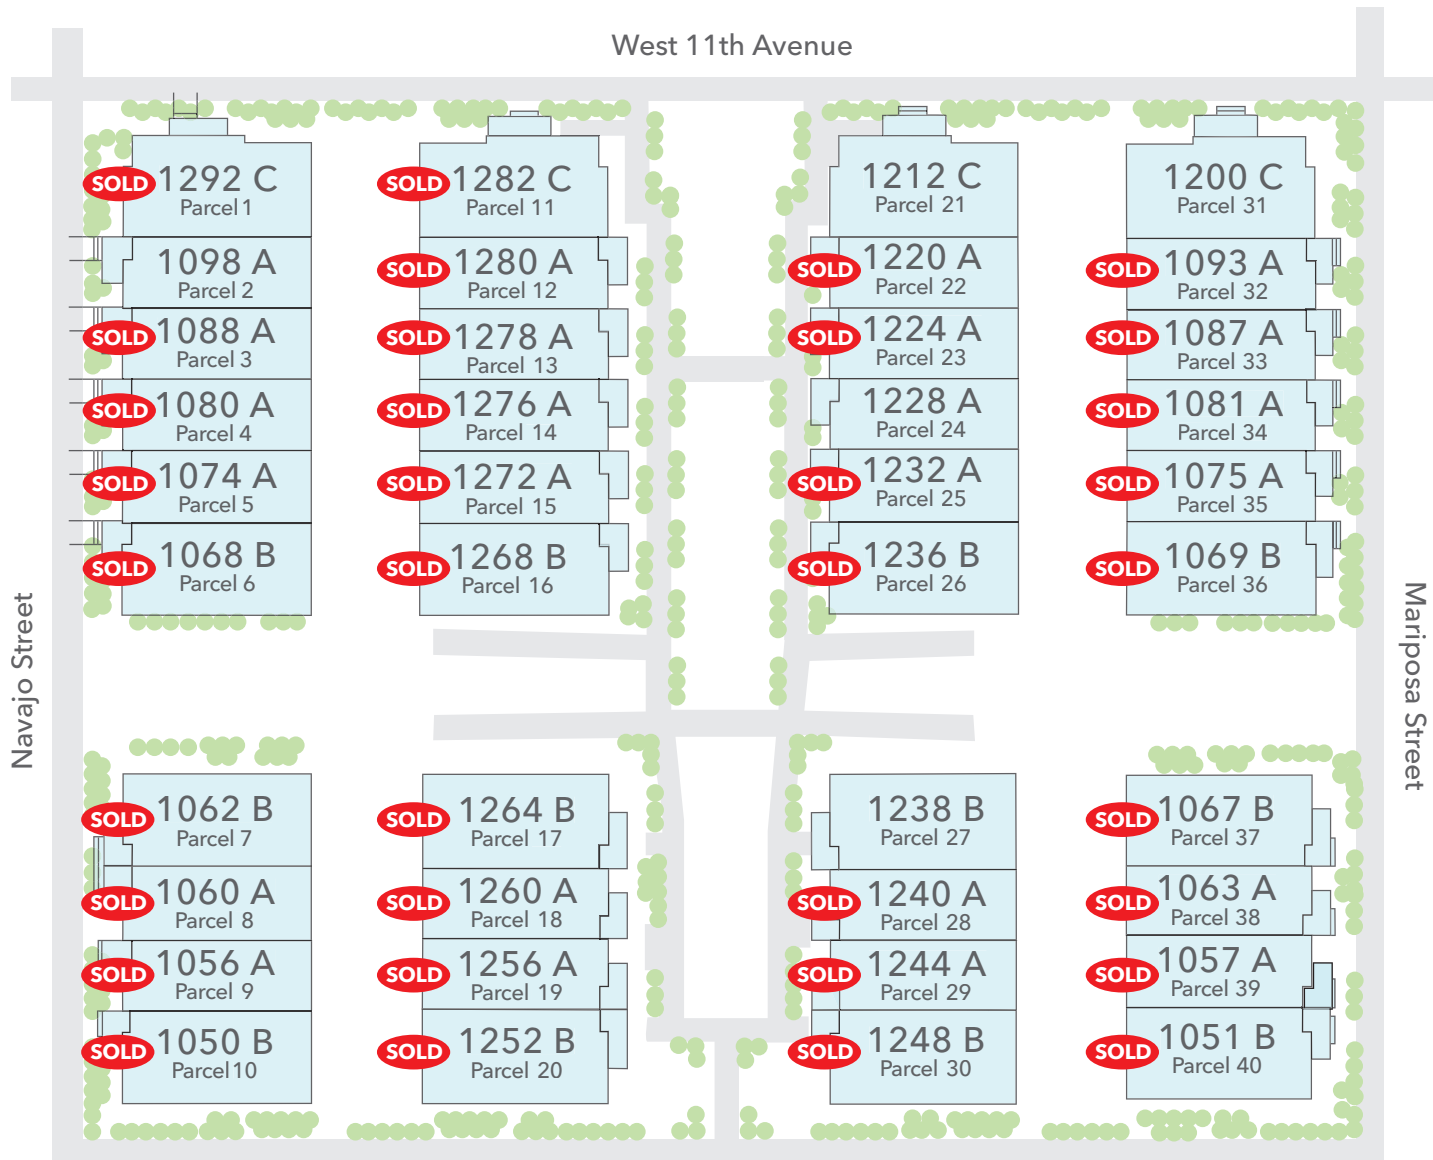 West 11th Avenue
Navajo Street
Mariposa Street
SOLD 1292 C
Parcel 1
1098 A
Parcel 2
SOLD 1088 A
Parcel 3
SOLD 1080 A
Parcel 4
SOLD 1074 A
Parcel 5
SOLD 1068 B
Parcel 6
SOLD 1062 B
Parcel 7
SOLD 1060 A
Parcel 8
SOLD 1056 A
Parcel 9
SOLD 1050 B
Parcel 10
SOLD 1282 C
Parcel 11
SOLD 1280 A
Parcel 12
SOLD 1278 A
Parcel 13
SOLD 1276 A
Parcel 14
SOLD 1272 A
Parcel 15
SOLD 1268 B
Parcel 16
SOLD 1264 B
Parcel 17
SOLD 1260 A
Parcel 18
SOLD 1256 A
Parcel 19
SOLD 1252 B
Parcel 20
1212 C
Parcel 21
SOLD 1220 A
Parcel 22
SOLD 1224 A
Parcel 23
1228 A
Parcel 24
SOLD 1232 A
Parcel 25
SOLD 1236 B
Parcel 26
1238 B
Parcel 27
SOLD 1240 A
Parcel 28
SOLD 1244 A
Parcel 29
SOLD 1248 B
Parcel 30
1200 C
Parcel 31
SOLD 1093 A
Parcel 32
SOLD 1087 A
Parcel 33
SOLD 1081 A
Parcel 34
SOLD 1075 A
Parcel 35
SOLD 1069 B
Parcel 36
SOLD 1067 B
Parcel 37
SOLD 1063 A
Parcel 38
SOLD 1057 A
Parcel 39
SOLD 1051 B
Parcel 40